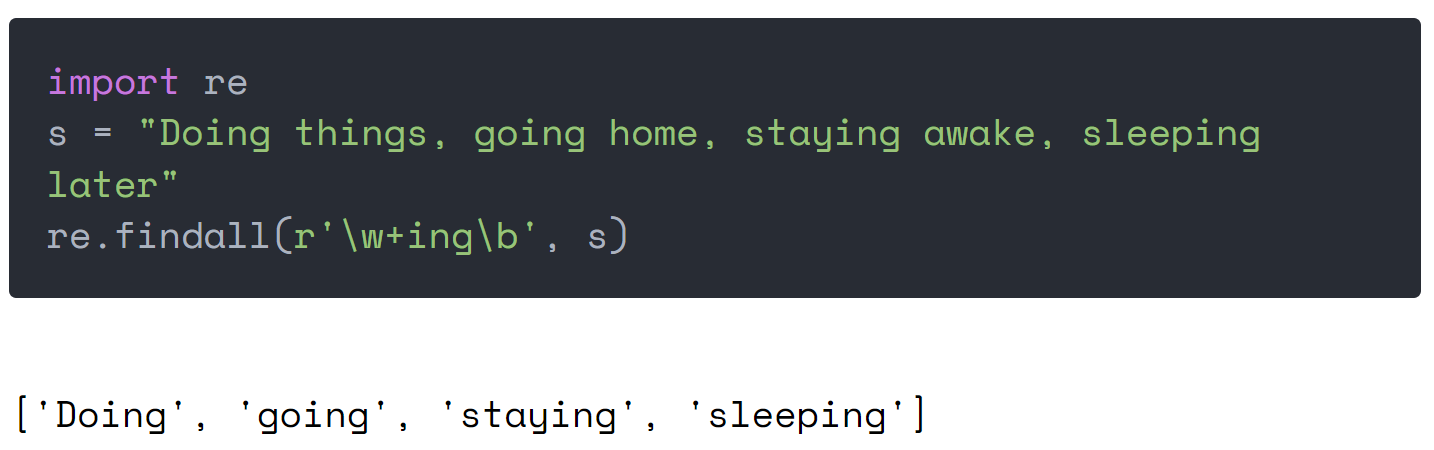 import re
s = "Doing things, going home, staying awake, sleeping
later"
re.findall(r'\w+ing\b', s)
['Doing', 'going', 'staying', 'sleeping']